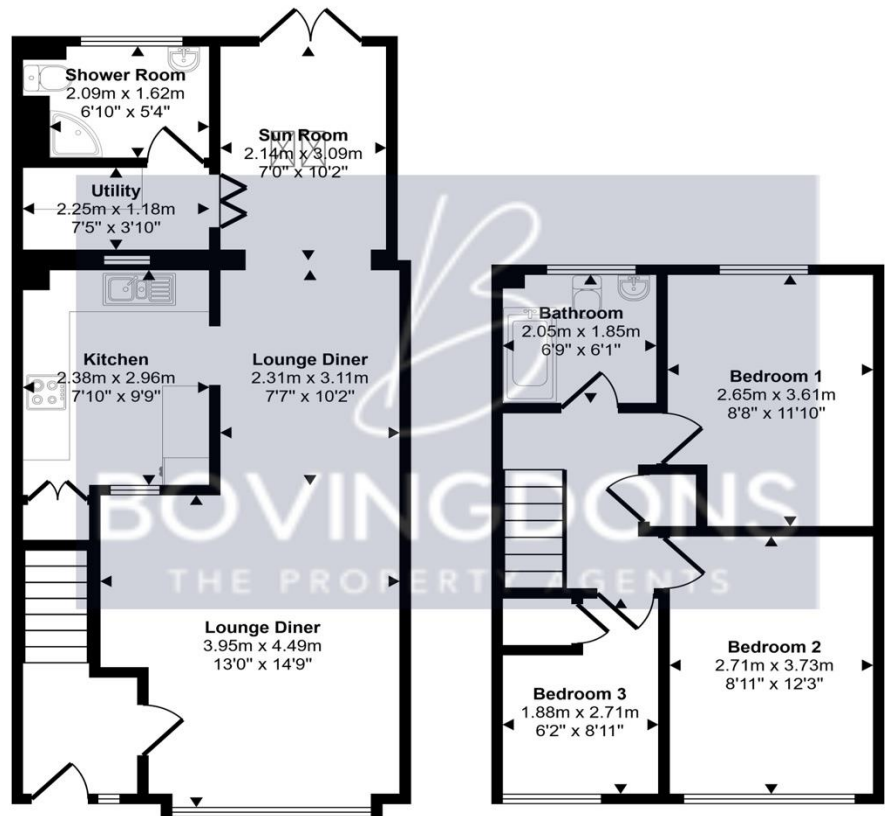 Shower Room
2.09m x 1.62m
6'10" x 5'4"
Sun Room
2.14m x 3.09m
7'0" x 10'2"
Utility
2.25m x 1.18m
7'5" x 3'10"
Kitchen
2.38m x 2.96m
7'10" x 9'9"
Lounge Diner
2.31m x 3.11m
7'7" x 10'2"
Bathroom
2.05m x 1.85m
6'9" x 6'1"
Bedroom 1
2.65m x 3.61m
8'8" x 11'10"
B
BOVINGDONS
THE PROPERTY AGENTS
Lounge Diner
3.95m x 4.49m
13'0" x 14'9"
Bedroom 3
1.88m x 2.71m
6'2" x 8'11"
Bedroom 2
2.71m x 3.73m
8'11" x 12'3"